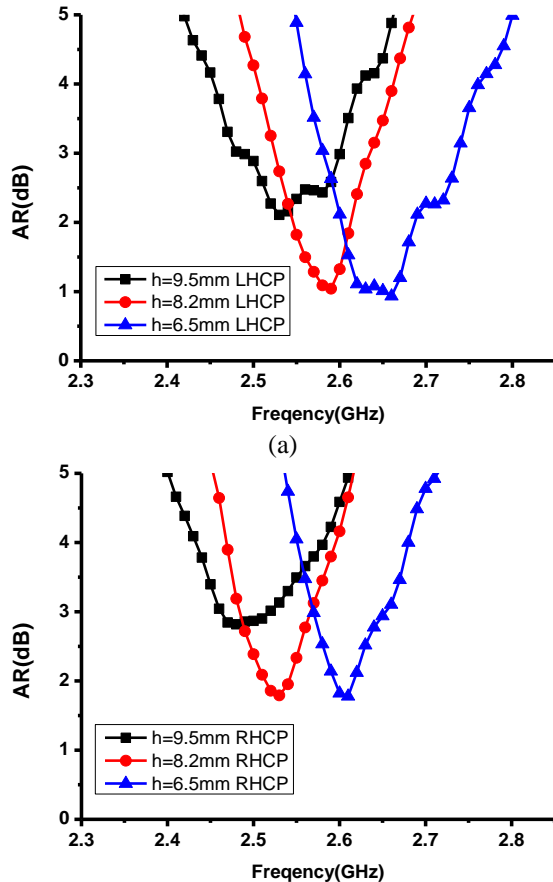 5
4
3
2
1
0
AR(dB)
h=9.5mm LHCP
h=8.2mm LHCP
h=6.5mm LHCP
2.3 2.4 2.5 2.6 2.7 2.8
Freqency(GHz)
(a)
5
4
3
2
1
0
AR(dB)
h=9.5mm RHCP
h=8.2mm RHCP
h=6.5mm RHCP
2.3 2.4 2.5 2.6 2.7 2.8
Freqency(GHz)